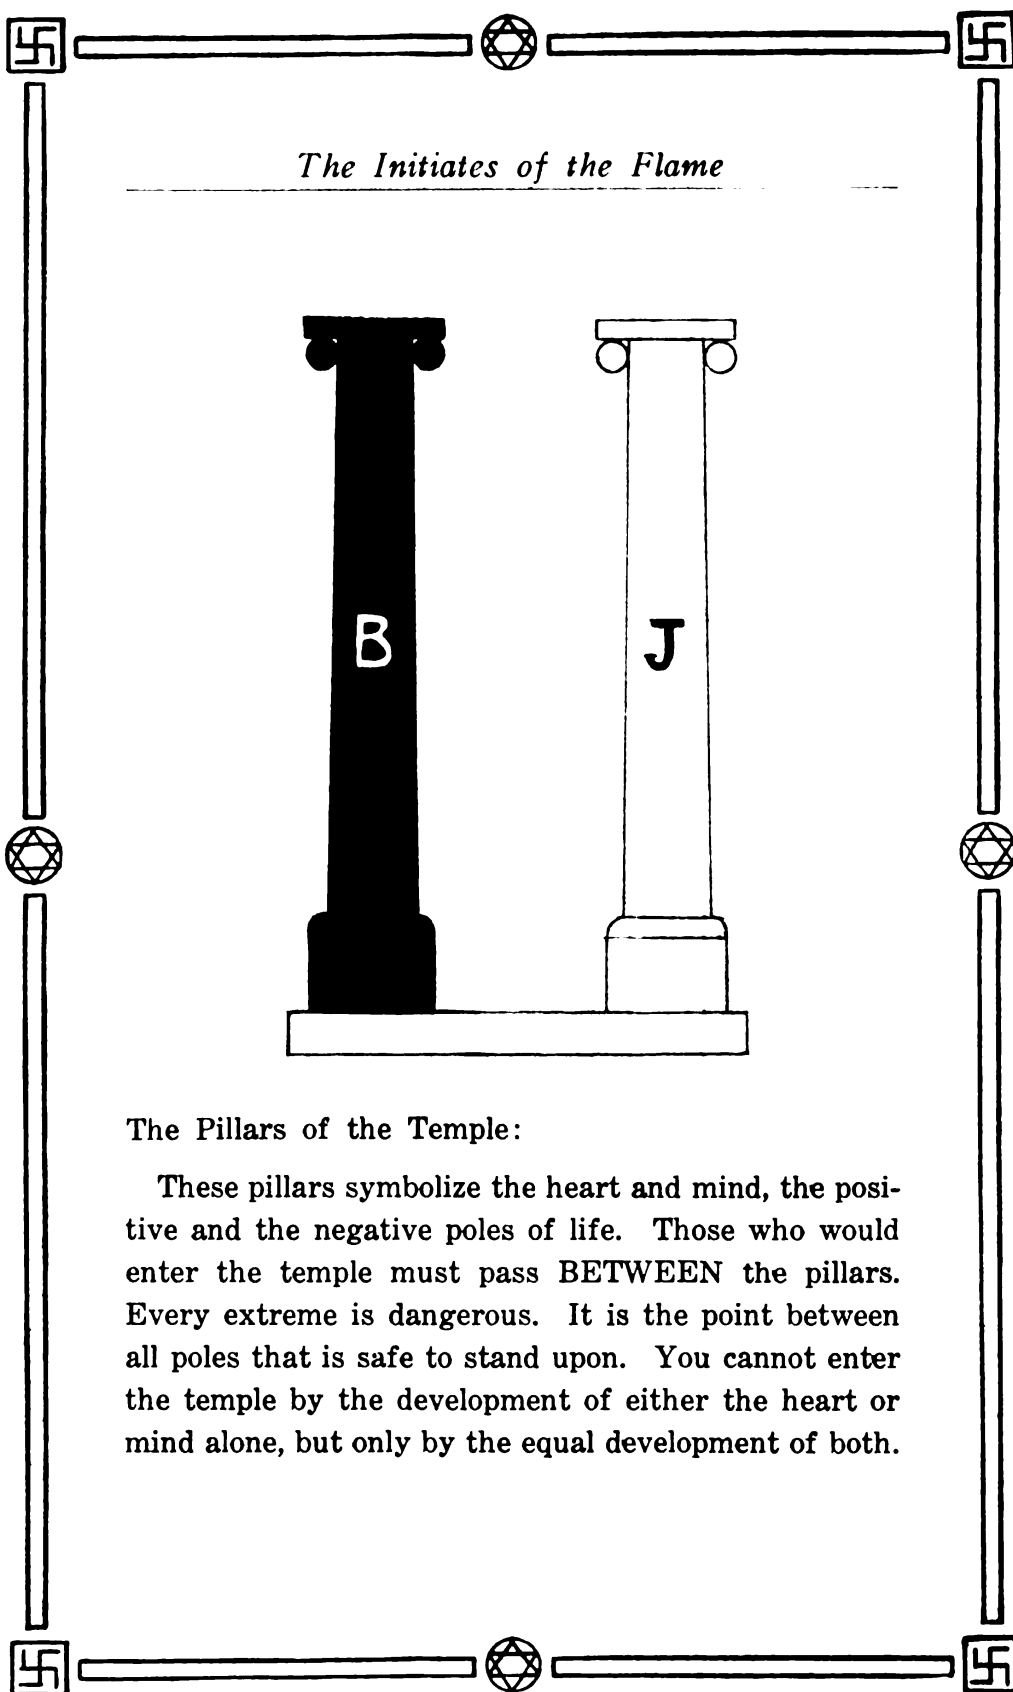 The Initiates of the Flame
B J
The Pillars of the Temple:
These pillars symbolize the heart and mind, the posi-
tive and the negative poles of life. Those who would
enter the temple must pass BETWEEN the pillars.
Every extreme is dangerous. It is the point between
all poles that is safe to stand upon. You cannot enter
the temple by the development of either the heart or
mind alone, but only by the equal development of both.